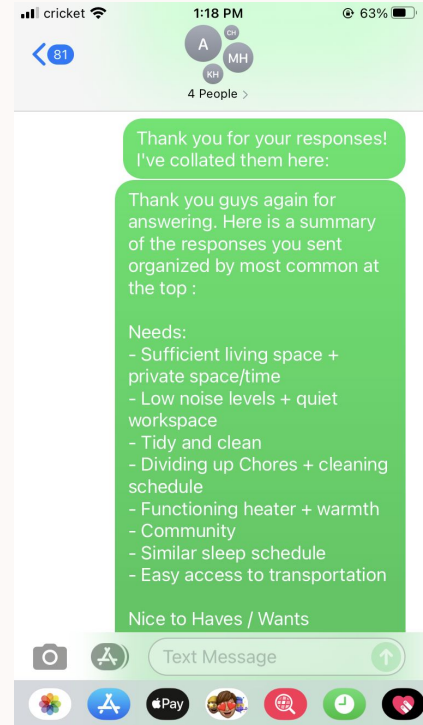 cricket
1:18 PM
63%
81
A
CH
MH
KH
4 People >
Thank you for your responses!
I've collated them here:
Thank you guys again for
answering. Here is a summary
of the responses you sent
organized by most common at
the top :
Needs:
- Sufficient living space +
private space/time
- Low noise levels + quiet
workspace
- Tidy and clean
- Dividing up Chores + cleaning
schedule
- Functioning heater + warmth
- Community
- Similar sleep schedule
- Easy access to transportation
Nice to Haves / Wants
Text Message
Pay